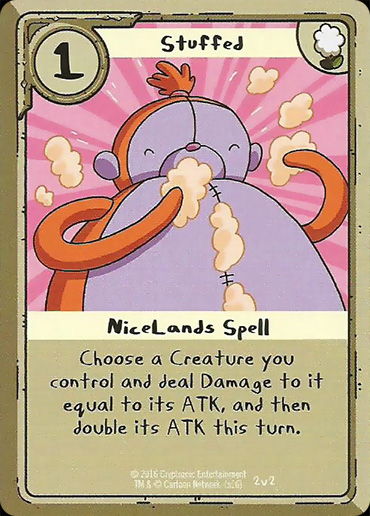 1
Stuffed
NiceLands Spell
Choose a Creature you
control and deal Damage to it
equal to its ATK, and then
double its ATK this turn.
© 2016 Cryptozoic Entertainment
TM & © Cartoon Network. (s16)
2v2